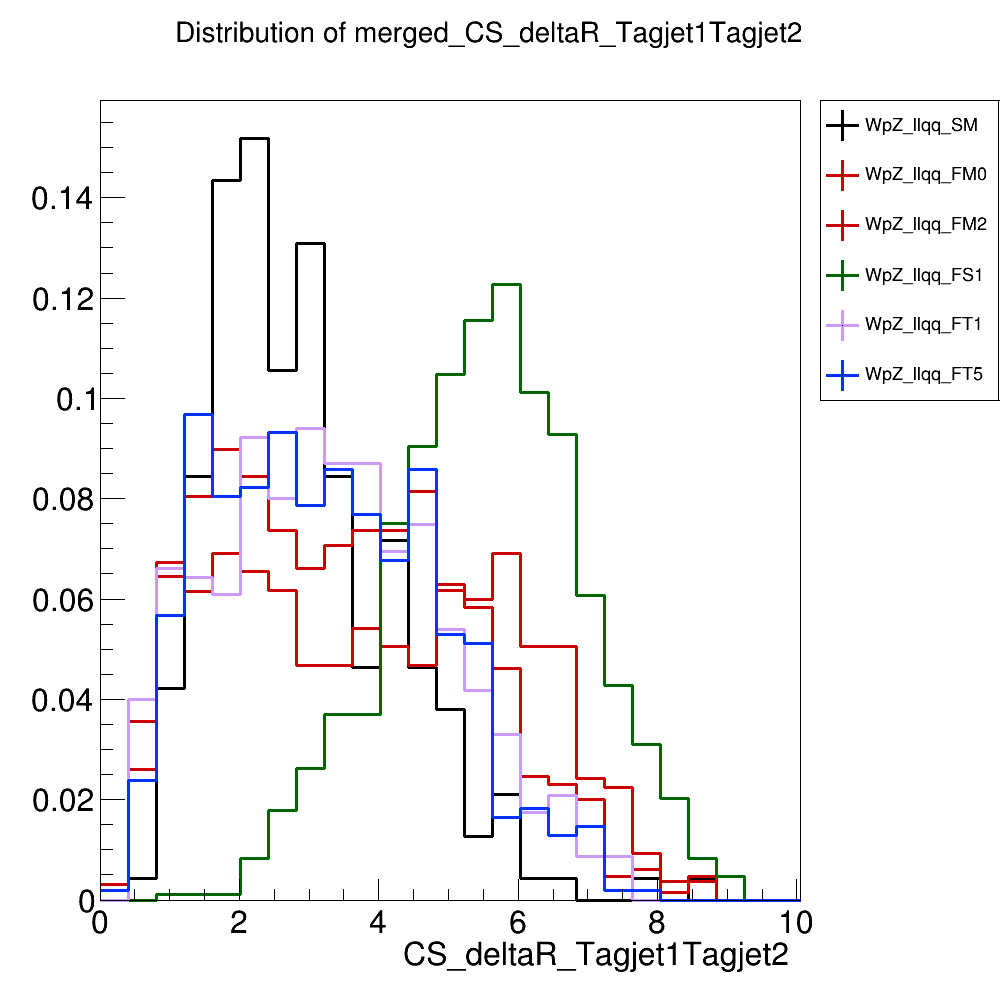 Distribution of merged_CS_deltaR_Tagjet1Tagjet2
WpZ_llqq_SM
WpZ_llqq_FM0
WpZ_llqq_FM2
WpZ_llqq_FS1
WpZ_llqq_FT1
WpZ_llqq_FT5
0.14
0.12
0.1
0.08
0.06
0.04
0.02
0
0 2 4 6 8 10
CS_deltaR_Tagjet1Tagjet2